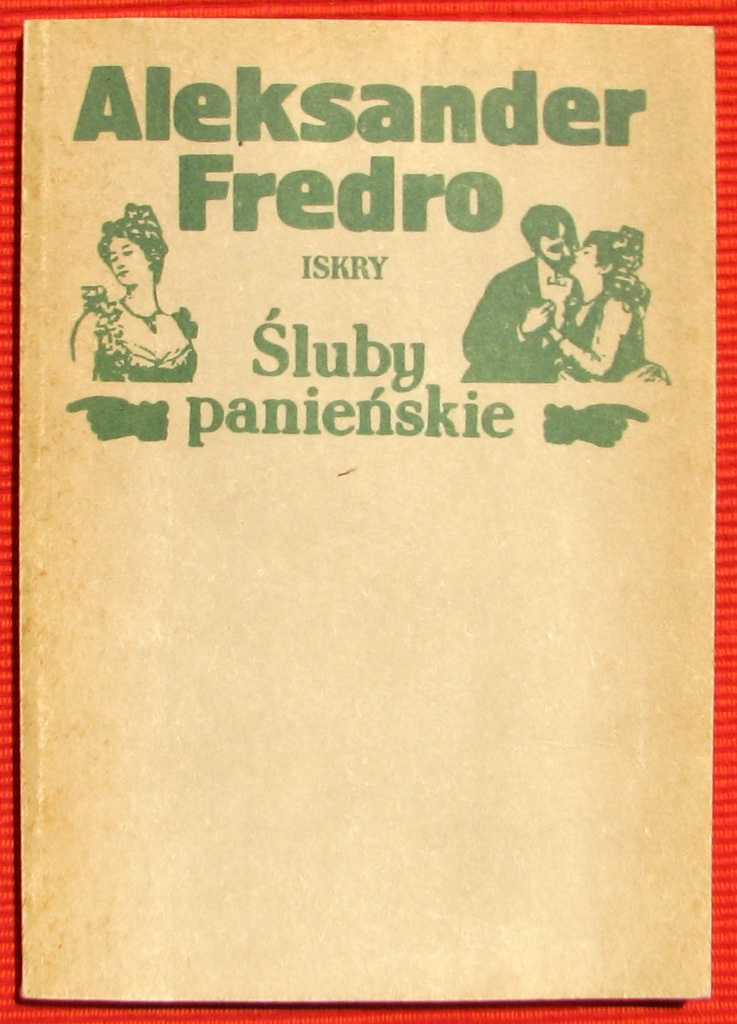 Aleksander
Fredro
ISKRY
Śluby
panieńskie